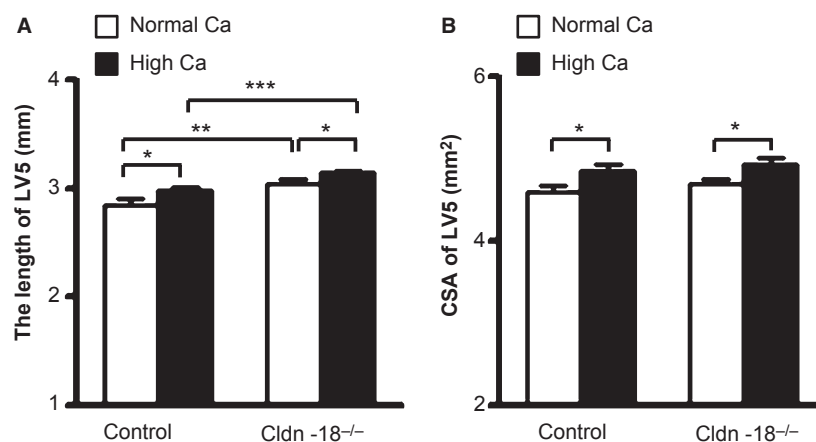 A
Normal Ca
High Ca
The length of LV5 (mm)
4
3
2
1
***
**
*
*
Control
Cldn -18–/–
B
Normal Ca
High Ca
CSA of LV5 (mm²)
6
4
2
*
*
Control
Cldn -18–/–